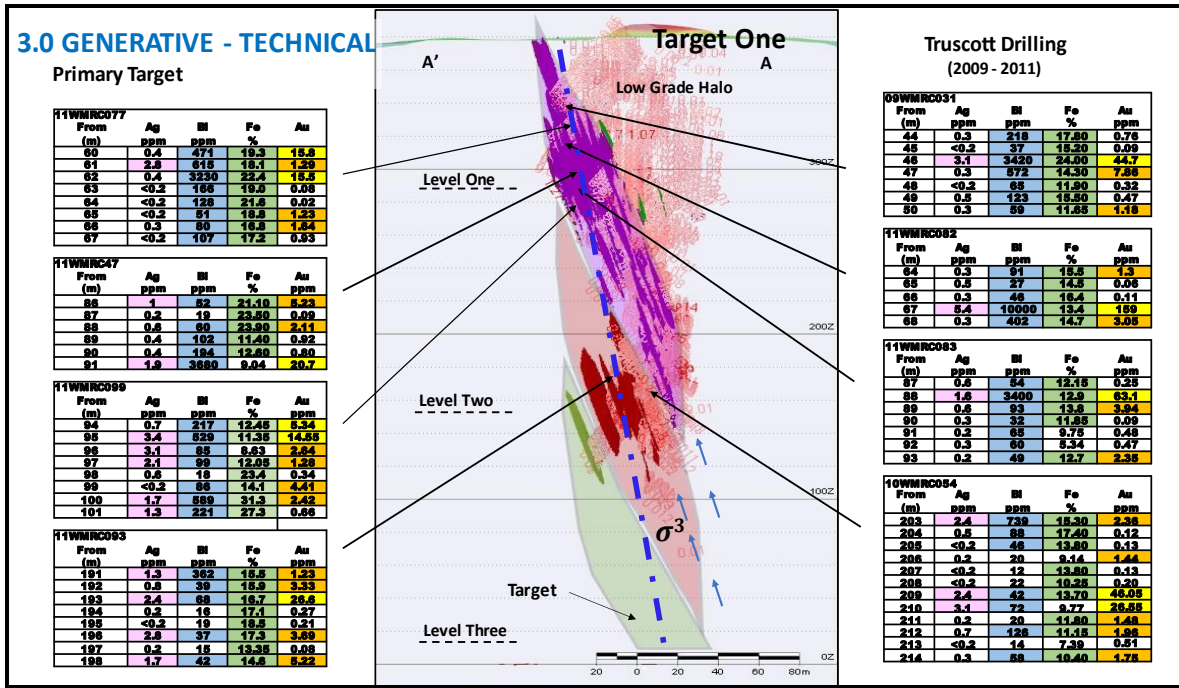 3.0 GENERATIVE - TECHNICAL
Primary Target
11WMRC077
From Ag Bi Fe Au
(m) ppm ppm % ppm
60 0.4 471 19.3 15.8
61 2.8 615 18.1 1.29
62 0.4 3230 22.4 15.5
63 <0.2 166 19.0 0.08
64 <0.2 128 21.6 0.02
65 <0.2 51 18.8 1.23
66 0.3 80 16.8 1.64
67 <0.2 107 17.2 0.93
11WMRC47
From Ag Bi Fe Au
(m) ppm ppm % ppm
86 1 52 21.10 5.23
87 0.2 19 23.50 0.09
88 0.6 60 23.90 2.11
89 0.4 102 11.40 0.92
90 0.4 194 12.60 0.80
91 1.9 3680 9.04 20.7
11WMRC099
From Ag Bi Fe Au
(m) ppm ppm % ppm
94 0.7 217 12.45 5.34
95 3.4 529 11.35 14.55
96 3.1 85 8.63 2.64
97 2.1 99 12.05 1.28
98 0.6 18 23.4 0.34
99 <0.2 86 14.1 4.41
100 1.7 589 31.3 2.42
101 1.3 221 27.3 0.66
11WMRC093
From Ag Bi Fe Au
(m) ppm ppm % ppm
191 1.3 362 15.5 1.23
192 0.8 39 15.9 3.33
193 2.4 68 16.7 26.6
194 0.2 16 17.1 0.27
195 <0.2 19 18.5 0.21
196 2.8 37 17.3 3.69
197 0.2 15 13.35 0.08
198 1.7 42 14.6 5.22
Target One
A' A
Low Grade Halo
Level One
300Z
200Z
Level Two
100Z
σ³
Target
Level Three
0Z
20 0 20 40 60 80m
Truscott Drilling
(2009 - 2011)
09WMRC031
From Ag Bi Fe Au
(m) ppm ppm % ppm
44 0.3 218 17.80 0.76
45 <0.2 37 15.20 0.09
46 3.1 3420 24.00 44.7
47 0.3 572 14.30 7.86
48 <0.2 65 11.90 0.32
49 0.5 123 15.50 0.47
50 0.3 59 11.65 1.18
11WMRC082
From Ag Bi Fe Au
(m) ppm ppm % ppm
64 0.3 91 15.5 1.3
65 0.5 27 14.5 0.06
66 0.3 46 16.4 0.11
67 5.4 10000 13.4 159
68 0.3 402 14.7 3.05
11WMRC083
From Ag Bi Fe Au
(m) ppm ppm % ppm
87 0.6 54 12.15 0.25
88 1.6 3400 12.9 63.1
89 0.6 93 13.8 3.94
90 0.3 32 11.85 0.09
91 0.2 65 9.75 0.48
92 0.3 60 5.34 0.47
93 0.2 49 12.7 2.35
10WMRC054
From Ag Bi Fe Au
(m) ppm ppm % ppm
203 2.4 739 15.30 2.36
204 0.5 88 17.40 0.12
205 <0.2 46 13.80 0.13
206 0.2 20 9.14 1.44
207 <0.2 12 13.80 0.13
208 <0.2 22 10.25 0.20
209 2.4 42 13.70 46.05
210 3.1 72 9.77 26.55
211 0.2 20 11.80 1.48
212 0.7 126 11.15 1.96
213 <0.2 14 7.39 0.51
214 0.3 58 10.40 1.75